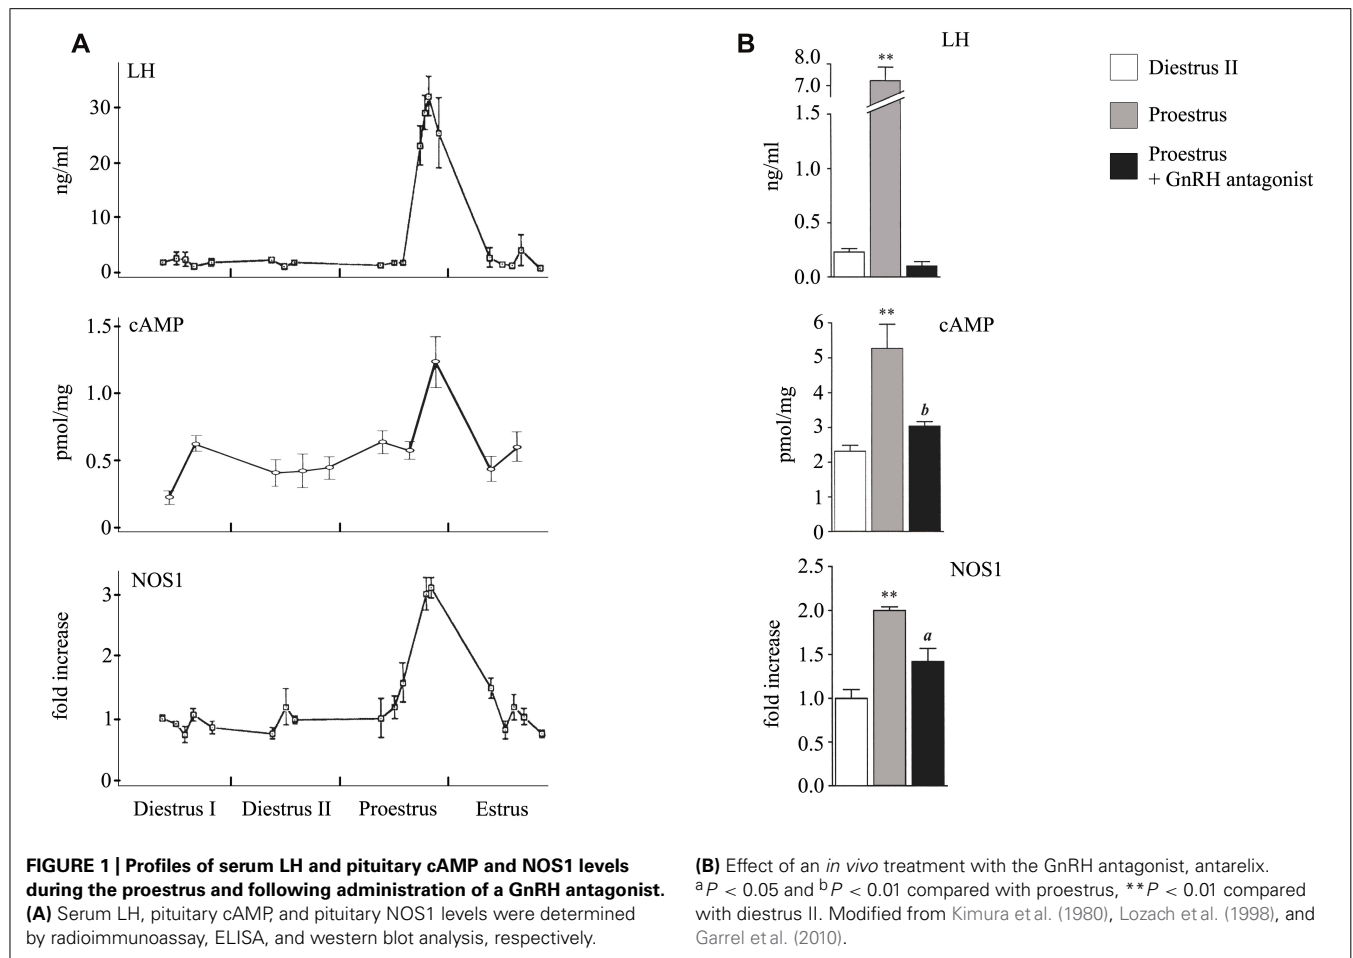 A
LH
30
20
10
0
ng/ml
cAMP
1.5
1.0
0.5
0
pmol/mg
NOS1
3
2
1
0
fold increase
Diestrus I Diestrus II Proestrus Estrus
B
LH
8.0
7.0
1.5
1.0
0.5
0.0
ng/ml
**
cAMP
6
5
4
3
2
1
0
pmol/mg
**
b
NOS1
2.5
2.0
1.5
1.0
0.5
0.0
fold increase
**
a
Diestrus II
Proestrus
Proestrus
+ GnRH antagonist
FIGURE 1 | Profiles of serum LH and pituitary cAMP and NOS1 levels
during the proestrus and following administration of a GnRH antagonist.
(A) Serum LH, pituitary cAMP, and pituitary NOS1 levels were determined
by radioimmunoassay, ELISA, and western blot analysis, respectively.
(B) Effect of an in vivo treatment with the GnRH antagonist, antarelix.
aP < 0.05 and bP < 0.01 compared with proestrus, **P < 0.01 compared
with diestrus II. Modified from Kimura et al. (1980), Lozach et al. (1998), and
Garrel et al. (2010).